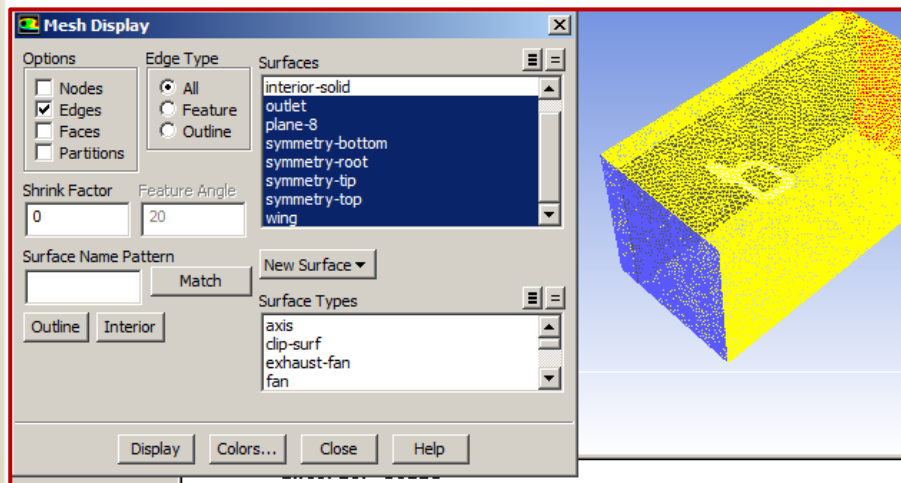 Mesh Display
Options
Nodes
Edges
Faces
Partitions
Edge Type
All
Feature
Outline
Shrink Factor
0
Feature Angle
20
Surface Name Pattern
Match
Outline Interior
Surfaces
interior-solid
outlet
plane-8
symmetry-bottom
symmetry-root
symmetry-tip
symmetry-top
wing
New Surface
Surface Types
axis
clip-surf
exhaust-fan
fan
Display Colors... Close Help